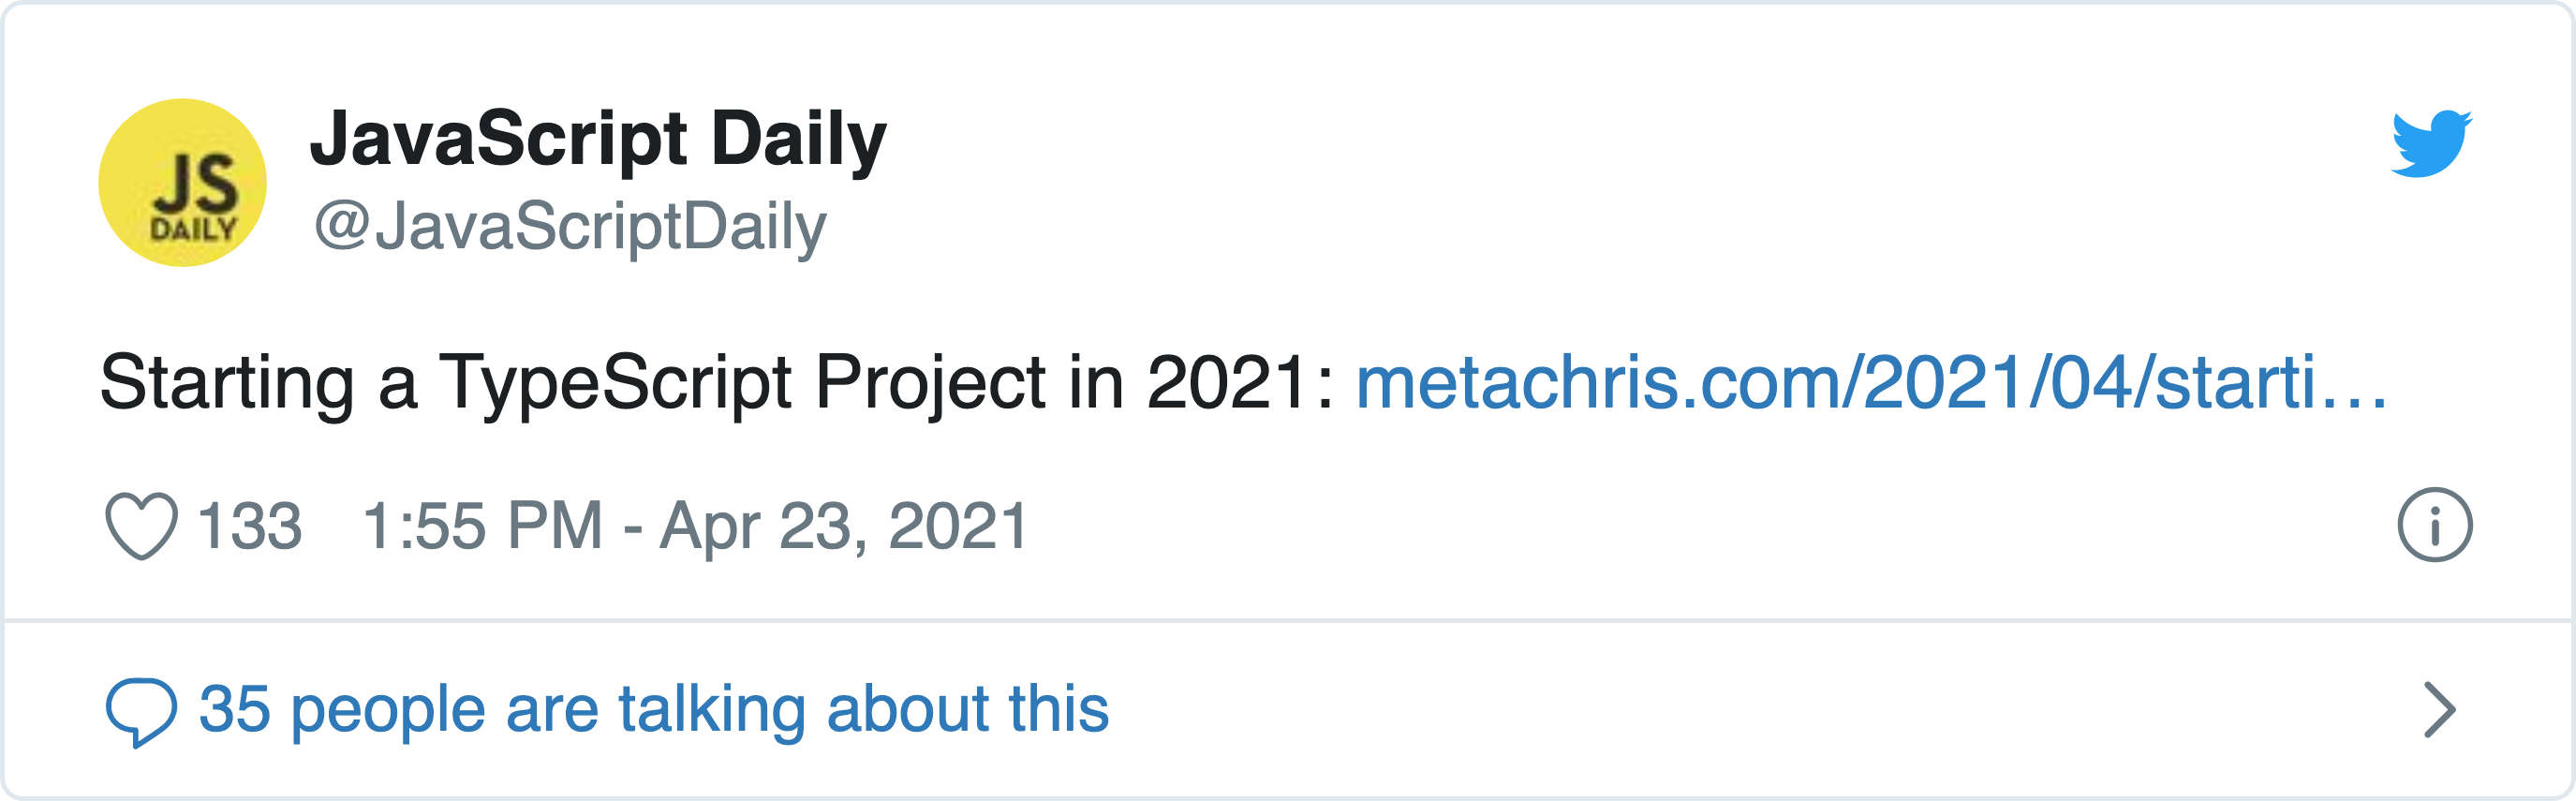 JS
DAILY
JavaScript Daily
@JavaScriptDaily
Starting a TypeScript Project in 2021: metachris.com/2021/04/starti…
133 1:55 PM - Apr 23, 2021
35 people are talking about this